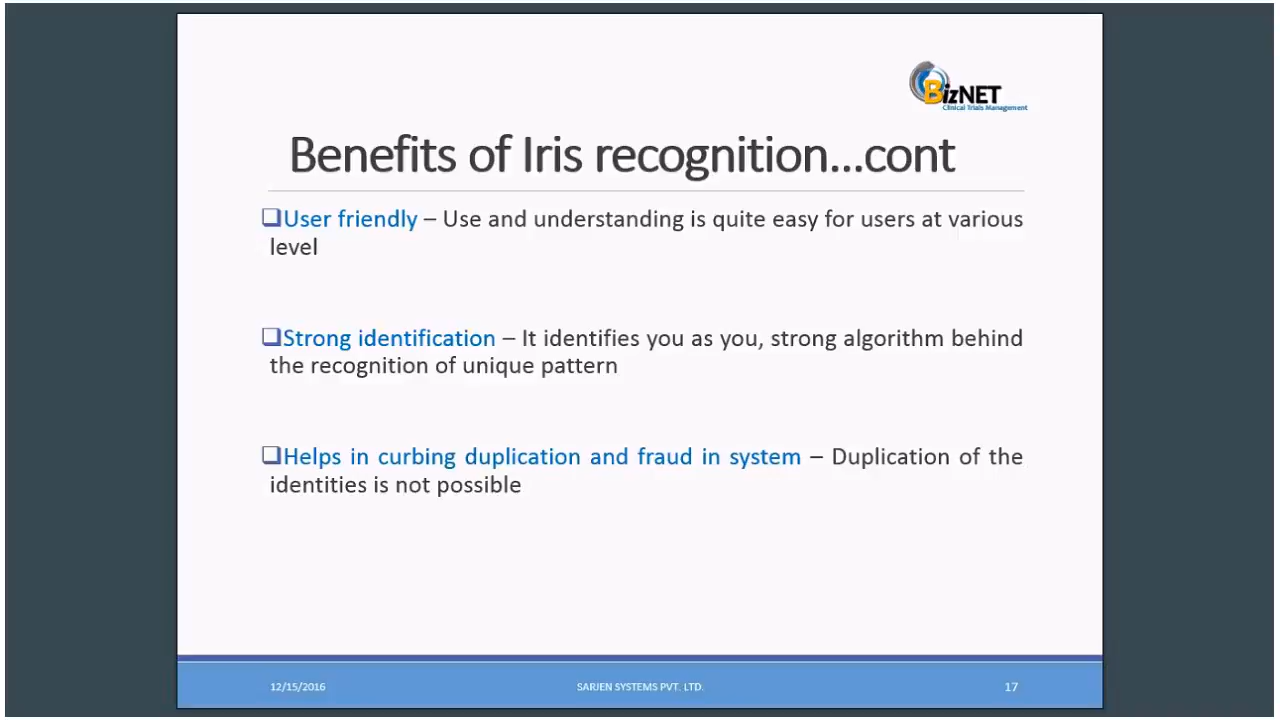 BizNET
Clinical Trials Management
Benefits of Iris recognition...cont
❑User friendly – Use and understanding is quite easy for users at various
level
❑Strong identification – It identifies you as you, strong algorithm behind
the recognition of unique pattern
❑Helps in curbing duplication and fraud in system – Duplication of the
identities is not possible
12/15/2016 SARJEN SYSTEMS PVT. LTD. 17